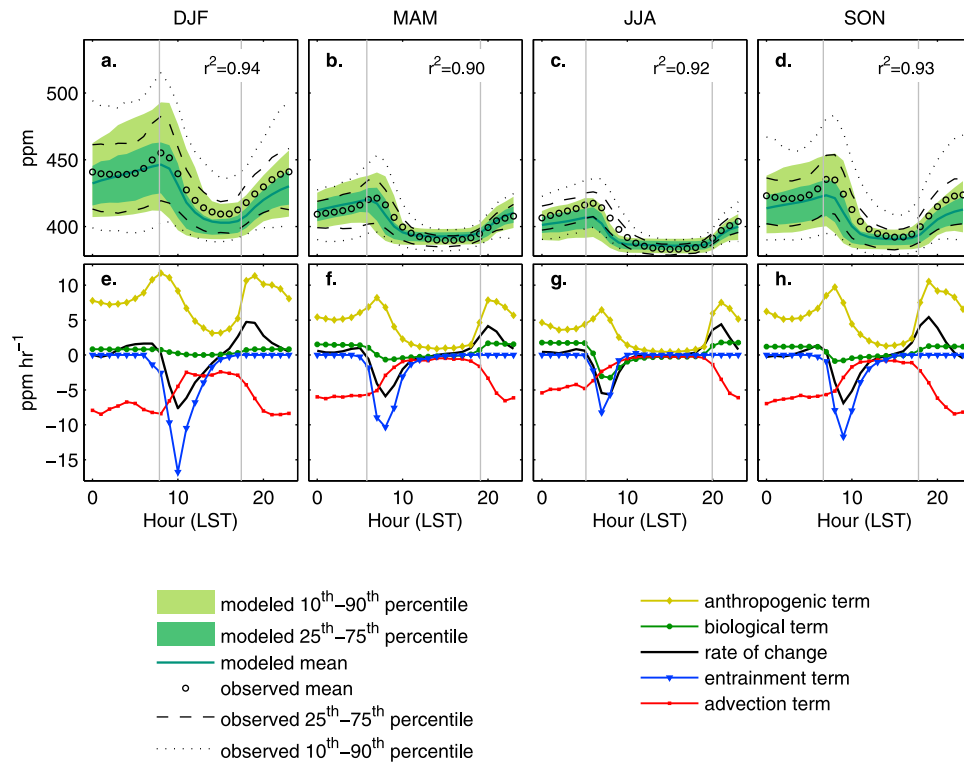 DJF MAM JJA SON
a. b. c. d.
r²=0.94 r²=0.90 r²=0.92 r²=0.93
500
450
400
ppm
e. f. g. h.
10
5
0
−5
−10
−15
ppm hr⁻¹
0 10 20 0 10 20 0 10 20 0 10 20
Hour (LST) Hour (LST) Hour (LST) Hour (LST)
modeled 10ᵗʰ−90ᵗʰ percentile
modeled 25ᵗʰ−75ᵗʰ percentile
modeled mean
observed mean
observed 25ᵗʰ−75ᵗʰ percentile
observed 10ᵗʰ−90ᵗʰ percentile
anthropogenic term
biological term
rate of change
entrainment term
advection term